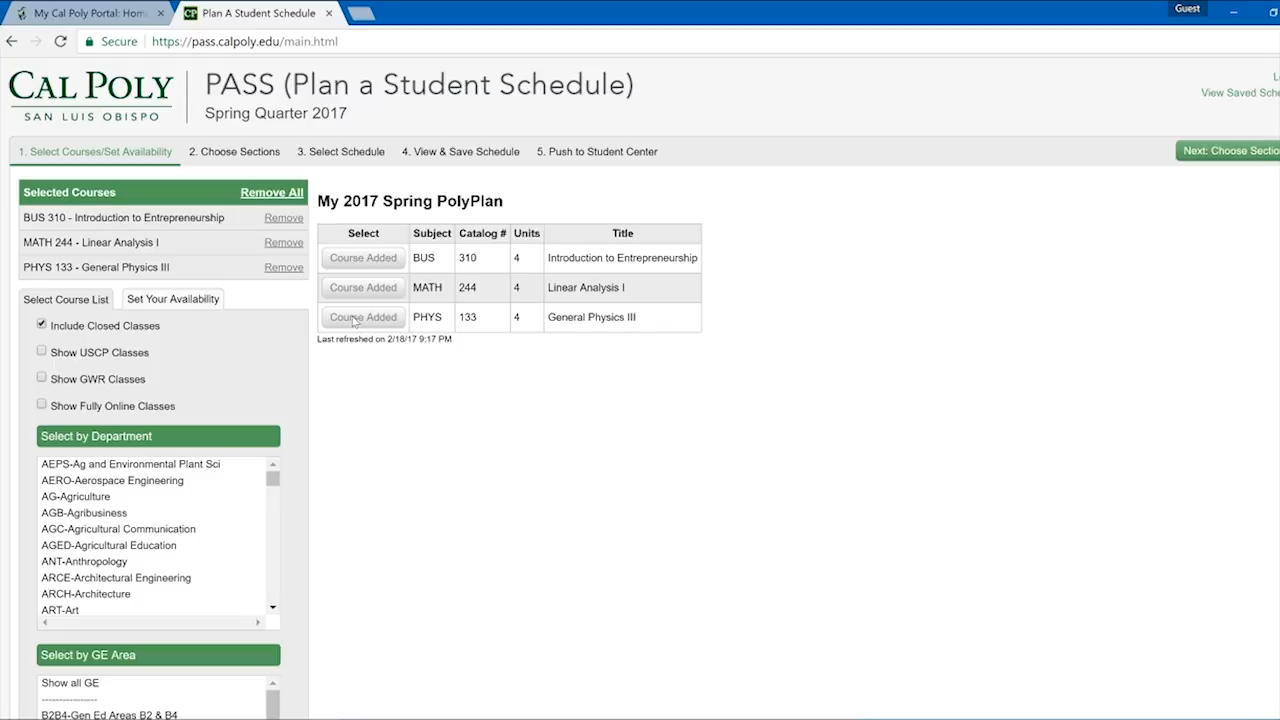 My Cal Poly Portal: Hom
Plan A Student Schedule
Guest
Secure
https://pass.calpoly.edu/main.html
CAL POLY
SAN LUIS OBISPO
PASS (Plan a Student Schedule)
Spring Quarter 2017
View Saved Sche
1. Select Courses/Set Availability
2. Choose Sections
3. Select Schedule
4. View & Save Schedule
5. Push to Student Center
Next: Choose Sectio
Selected Courses Remove All
BUS 310 - Introduction to Entrepreneurship Remove
MATH 244 - Linear Analysis I Remove
PHYS 133 - General Physics III Remove
Select Course List
Set Your Availability
Include Closed Classes
Show USCP Classes
Show GWR Classes
Show Fully Online Classes
Select by Department
AEPS-Ag and Environmental Plant Sci
AERO-Aerospace Engineering
AG-Agriculture
AGB-Agribusiness
AGC-Agricultural Communication
AGED-Agricultural Education
ANT-Anthropology
ARCE-Architectural Engineering
ARCH-Architecture
ART-Art
Select by GE Area
Show all GE
-----------------
B2B4-Gen Ed Areas B2 & B4
My 2017 Spring PolyPlan
Select Subject Catalog # Units Title
Course Added BUS 310 4 Introduction to Entrepreneurship
Course Added MATH 244 4 Linear Analysis I
Course Added PHYS 133 4 General Physics III
Last refreshed on 2/18/17 9:17 PM